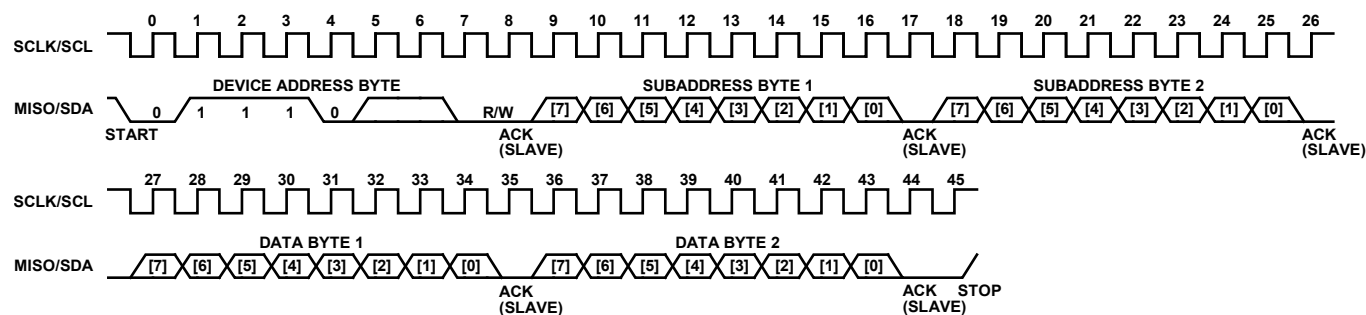 0 1 2 3 4 5 6 7 8 9 10 11 12 13 14 15 16 17 18 19 20 21 22 23 24 25 26
SCLK/SCL
DEVICE ADDRESS BYTE SUBADDRESS BYTE 1 SUBADDRESS BYTE 2
MISO/SDA 0 1 1 1 0 R/W [7] [6] [5] [4] [3] [2] [1] [0] [7] [6] [5] [4] [3] [2] [1] [0]
START ACK (SLAVE) ACK (SLAVE) ACK (SLAVE)
27 28 29 30 31 32 33 34 35 36 37 38 39 40 41 42 43 44 45
SCLK/SCL
DATA BYTE 1 DATA BYTE 2
MISO/SDA [7] [6] [5] [4] [3] [2] [1] [0] [7] [6] [5] [4] [3] [2] [1] [0]
ACK (SLAVE) ACK (SLAVE) STOP